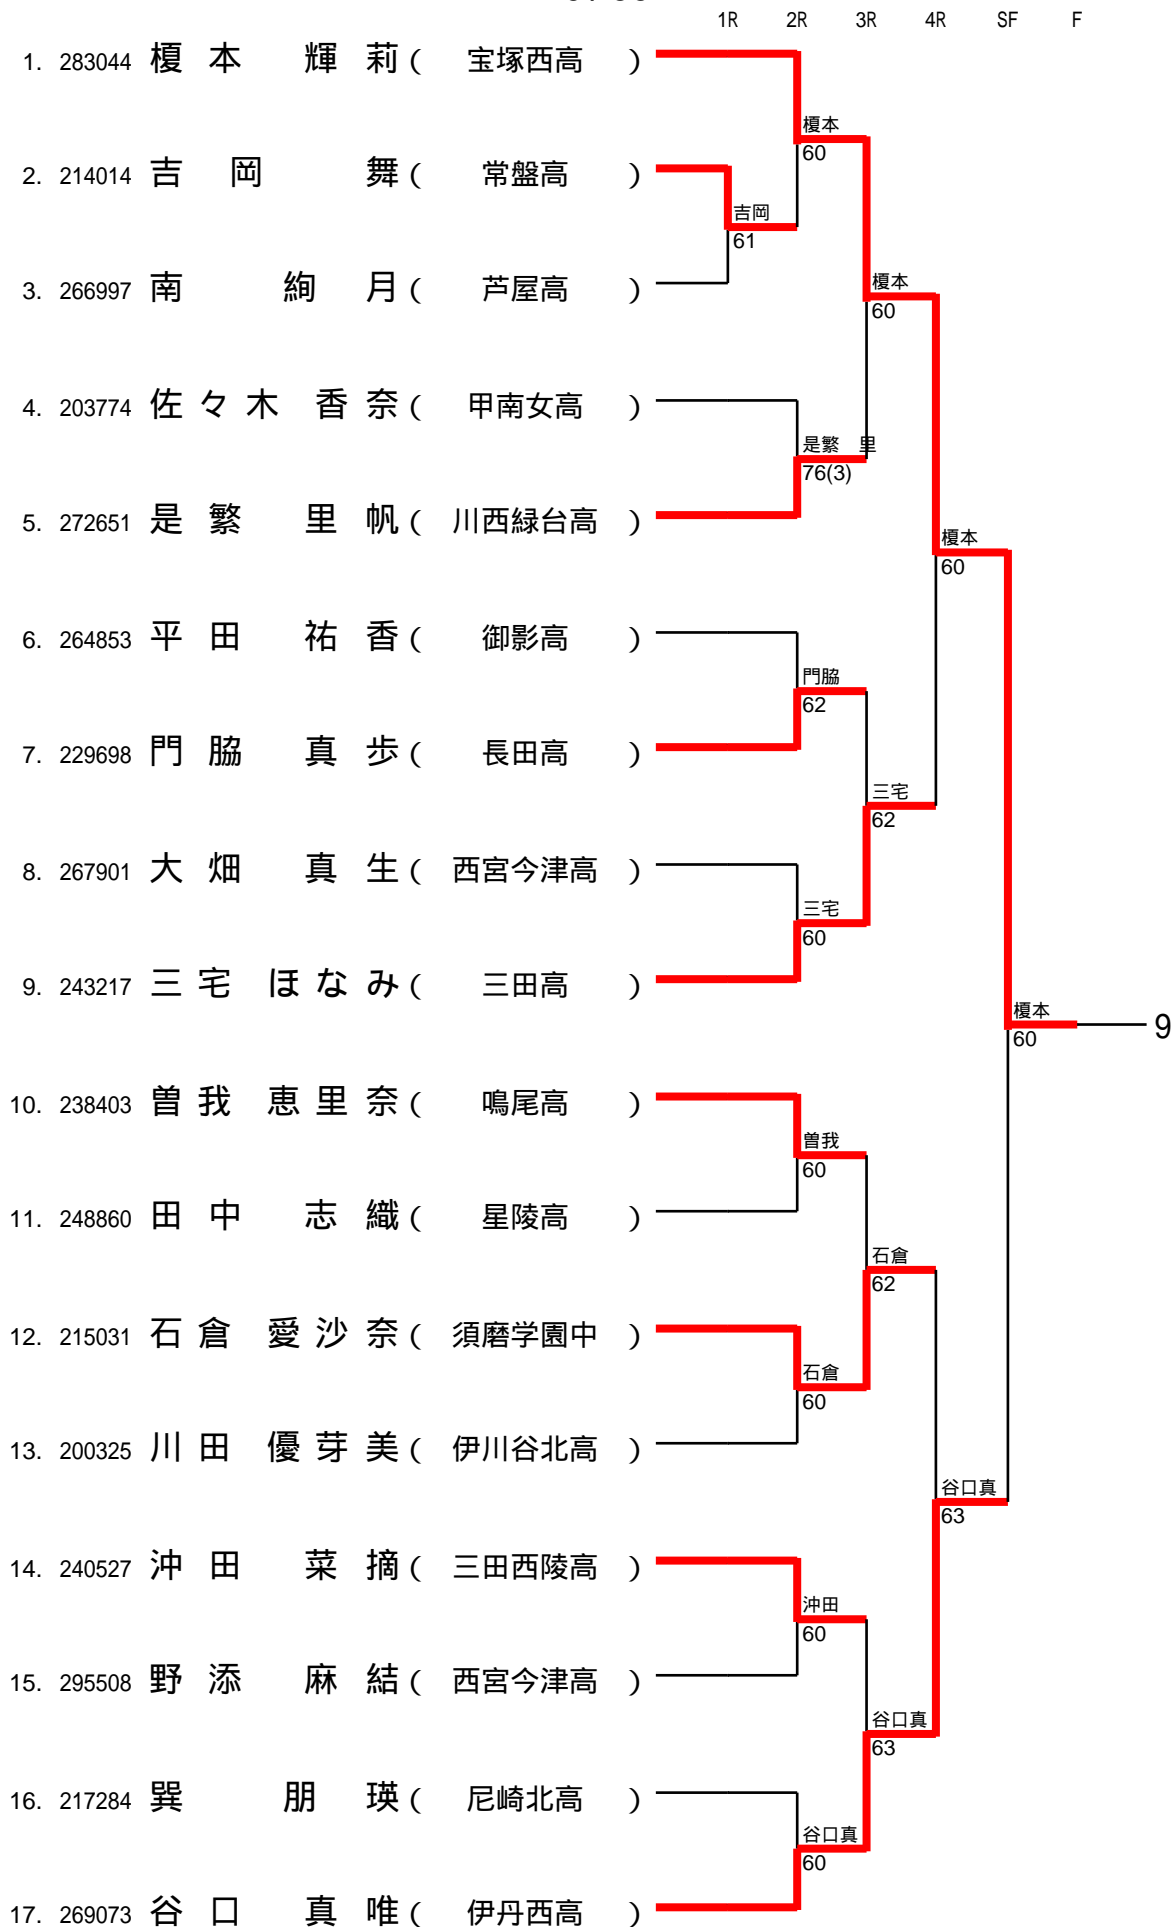 1R 2R 3R 4R SF F
1. 283044 榎本 輝莉 ( 宝塚西高 )
榎本
60
2. 214014 吉岡 舞 ( 常盤高 )
吉岡
61
3. 266997 南 絢月 ( 芦屋高 )
榎本
60
4. 203774 佐々木 香奈 ( 甲南女高 )
是繁 里
76(3)
5. 272651 是繁 里帆 ( 川西緑台高 )
榎本
60
6. 264853 平田 祐香 ( 御影高 )
門脇
62
7. 229698 門脇 真歩 ( 長田高 )
三宅
62
8. 267901 大畑 真生 ( 西宮今津高 )
三宅
60
9. 243217 三宅 ほなみ ( 三田高 )
榎本
60
9
10. 238403 曽我 恵里奈 ( 鳴尾高 )
曽我
60
11. 248860 田中 志織 ( 星陵高 )
石倉
62
12. 215031 石倉 愛沙奈 ( 須磨学園中 )
石倉
60
13. 200325 川田 優芽美 ( 伊川谷北高 )
谷口真
63
14. 240527 沖田 菜摘 ( 三田西陵高 )
沖田
60
15. 295508 野添 麻結 ( 西宮今津高 )
谷口真
63
16. 217284 巽 朋瑛 ( 尼崎北高 )
谷口真
60
17. 269073 谷口 真唯 ( 伊丹西高 )